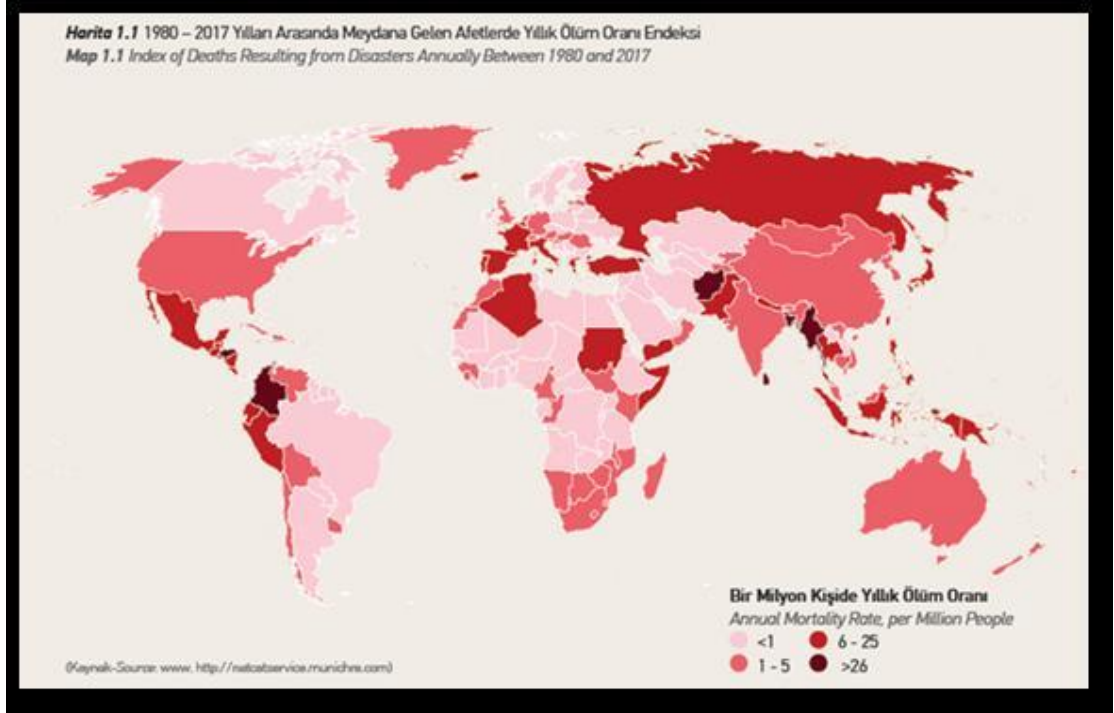 Harita 1.1 1980 – 2017 Yılları Arasında Meydana Gelen Afetlerde Yıllık Ölüm Oranı Endeksi
Map 1.1 Index of Deaths Resulting from Disasters Annually Between 1980 and 2017
Bir Milyon Kişide Yıllık Ölüm Oranı
Annual Mortality Rate, per Million People
<1 6 - 25
1 - 5 >26
(Kaynak-Source: www, http://natcatservice.munichre.com)